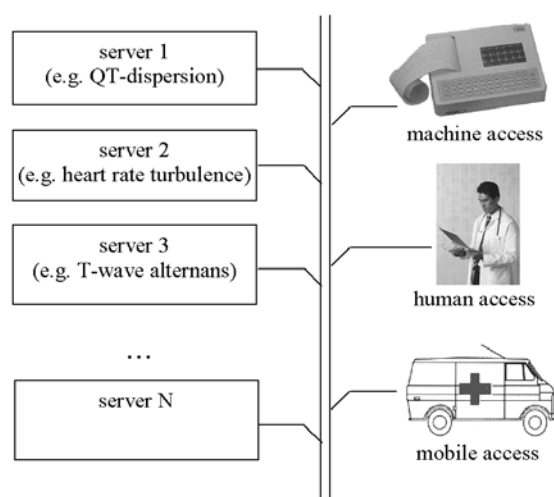 server 1
(e.g. QT-dispersion)
server 2
(e.g. heart rate turbulence)
server 3
(e.g. T-wave alternans)
...
server N
machine access
human access
mobile access